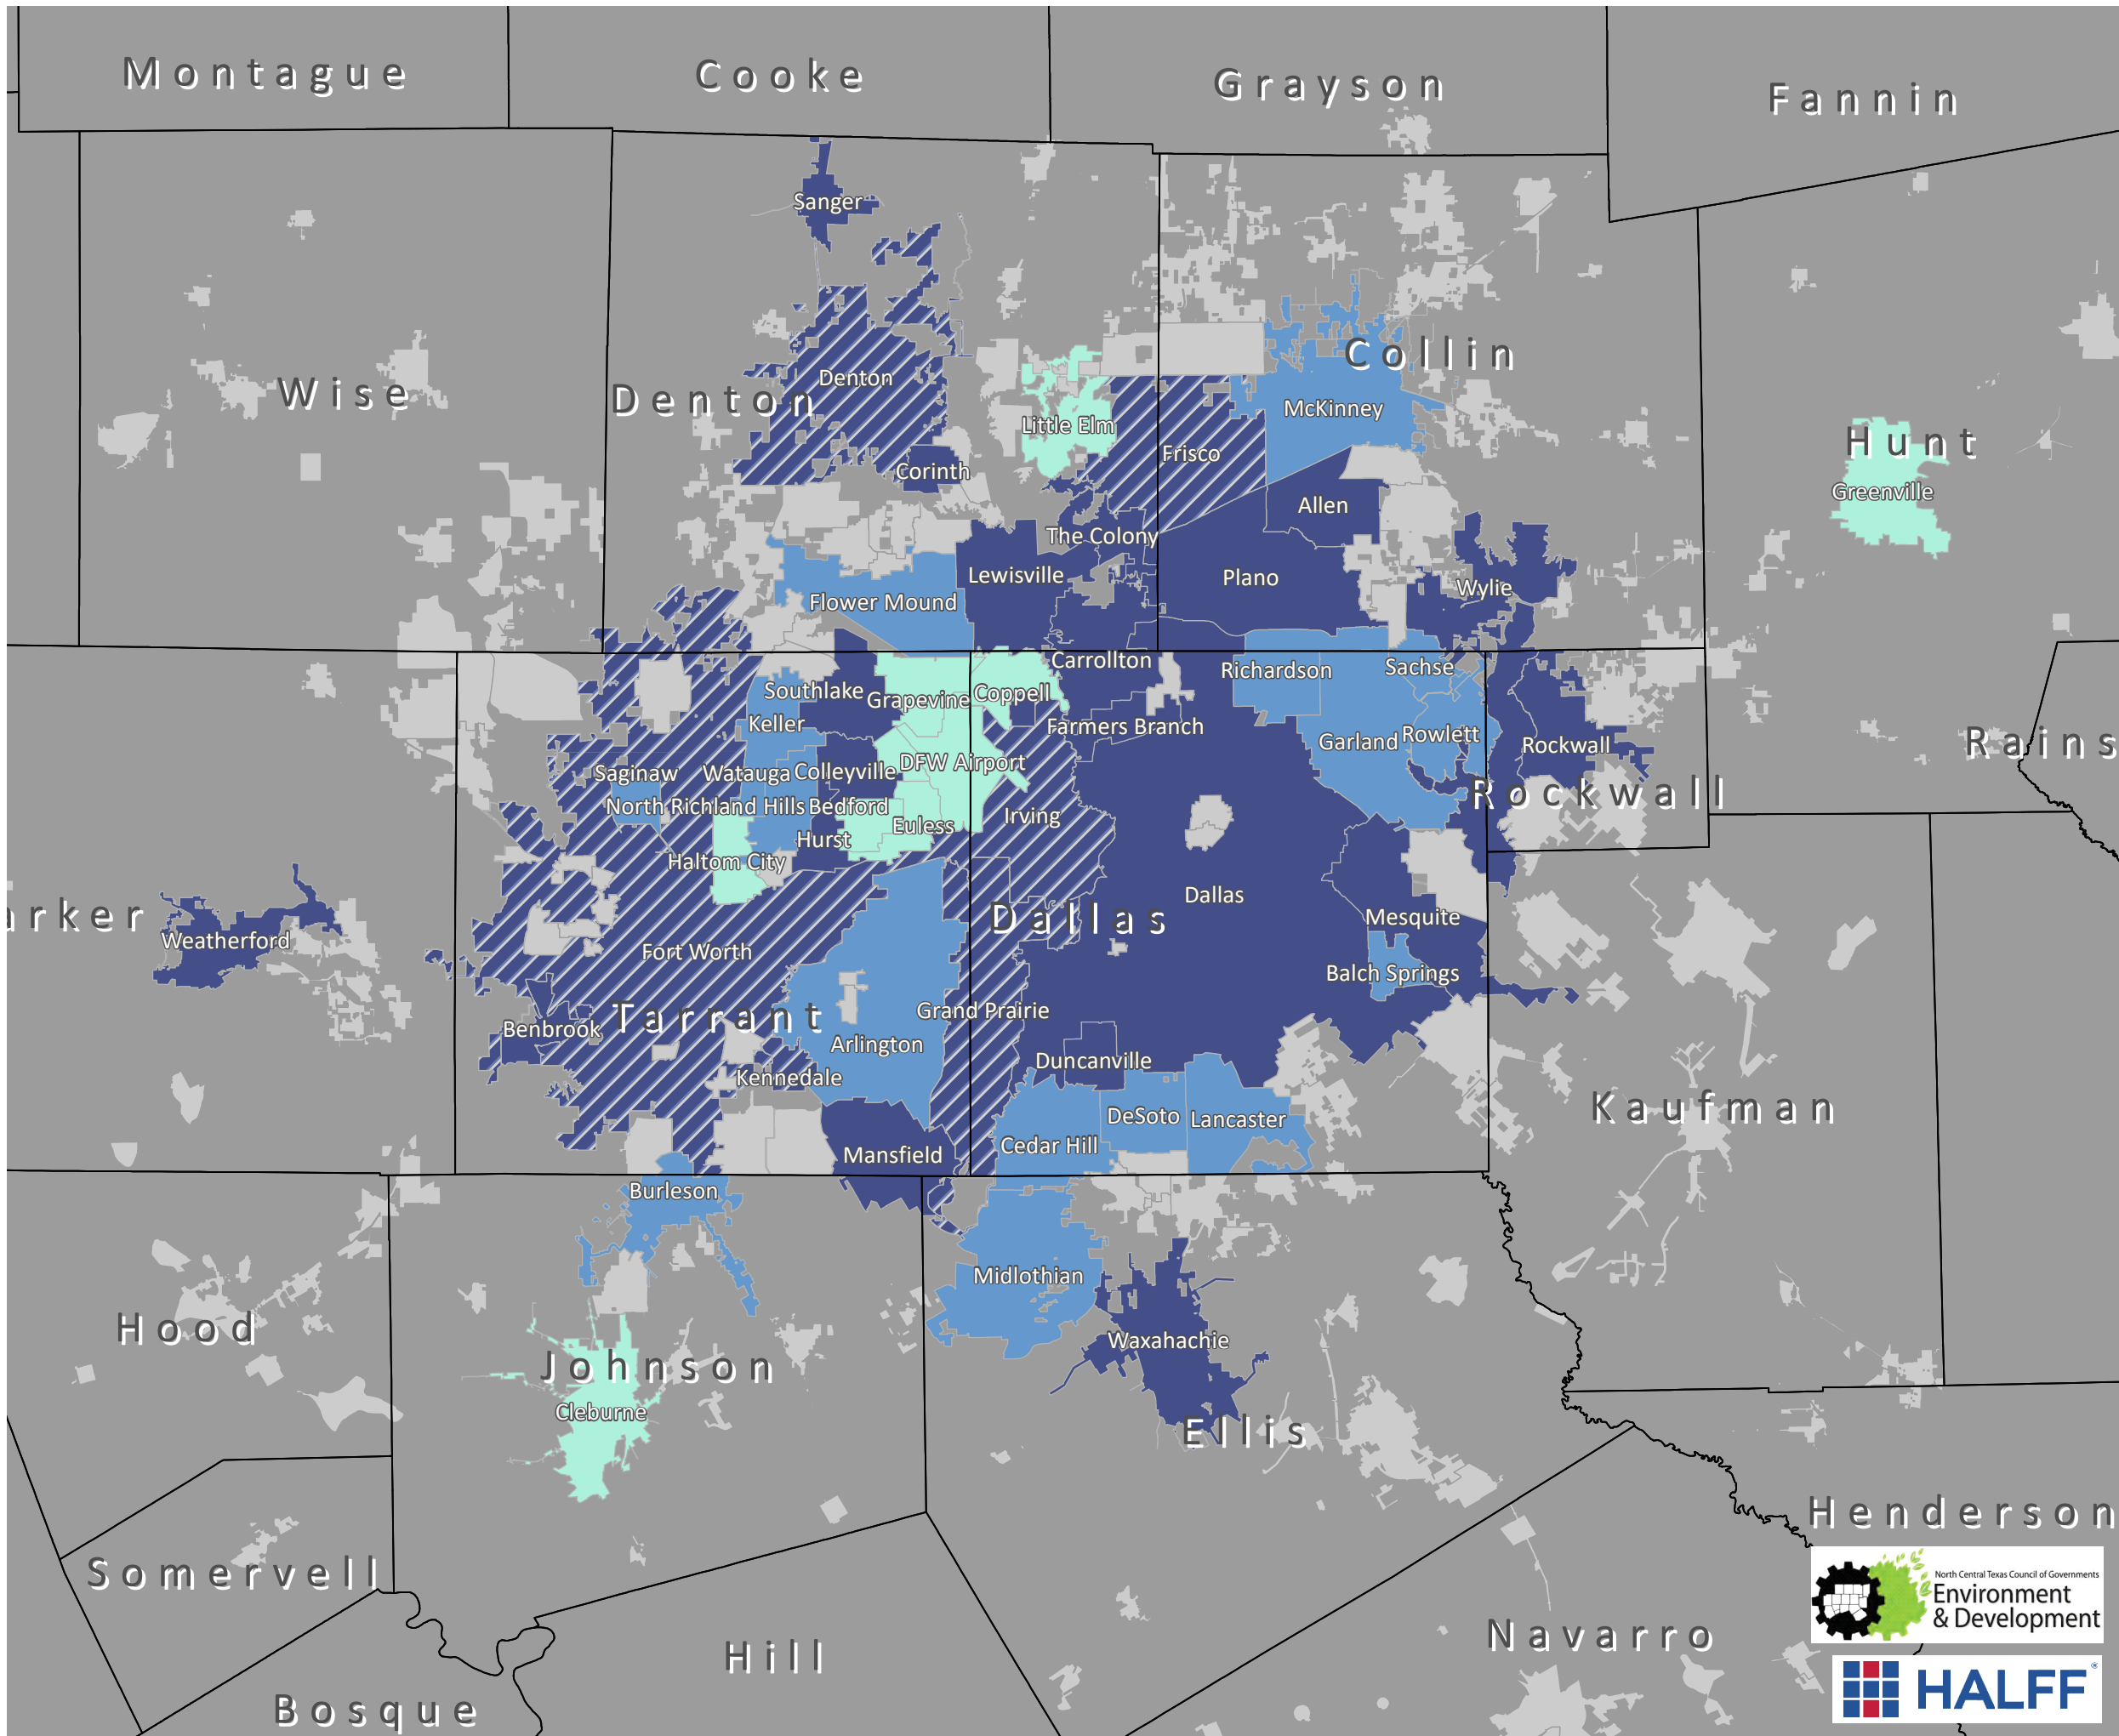 Montague
Cooke
Grayson
Fannin
Sanger
Wise
Denton
Denton
Collin
McKinney
Little Elm
Frisco
Hunt
Greenville
Corinth
Allen
The Colony
Lewisville
Plano
Wylie
Flower Mound
Carrollton
Richardson
Sachse
Southlake
Grapevine
Coppell
Keller
Farmers Branch
Garland
Rowlett
Rockwall
Rains
DFW Airport
Saginaw
Watauga
Colleyville
Rockwall
North Richland Hills
Bedford
Irving
Euless
Hurst
Haltom City
Dallas
arker
Weatherford
Dallas
Mesquite
Fort Worth
Balch Springs
Tarrant
Grand Prairie
Benbrook
Arlington
Duncanville
Kennedale
Kaufman
DeSoto
Lancaster
Cedar Hill
Mansfield
Burleson
Midlothian
Hood
Waxahachie
Johnson
Cleburne
Ellis
Henderson
Somervell
North Central Texas Council of Governments
Environment
& Development
Navarro
Hill
HALFF®
Bosque